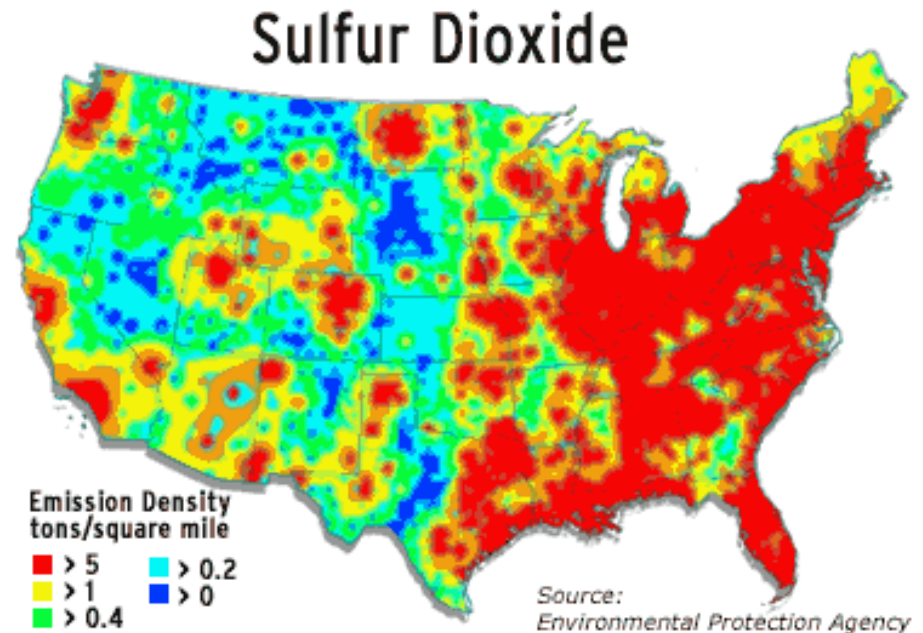 Sulfur Dioxide
Emission Density
tons/square mile
> 5
> 0.2
> 1
> 0
> 0.4
Source:
Environmental Protection Agency